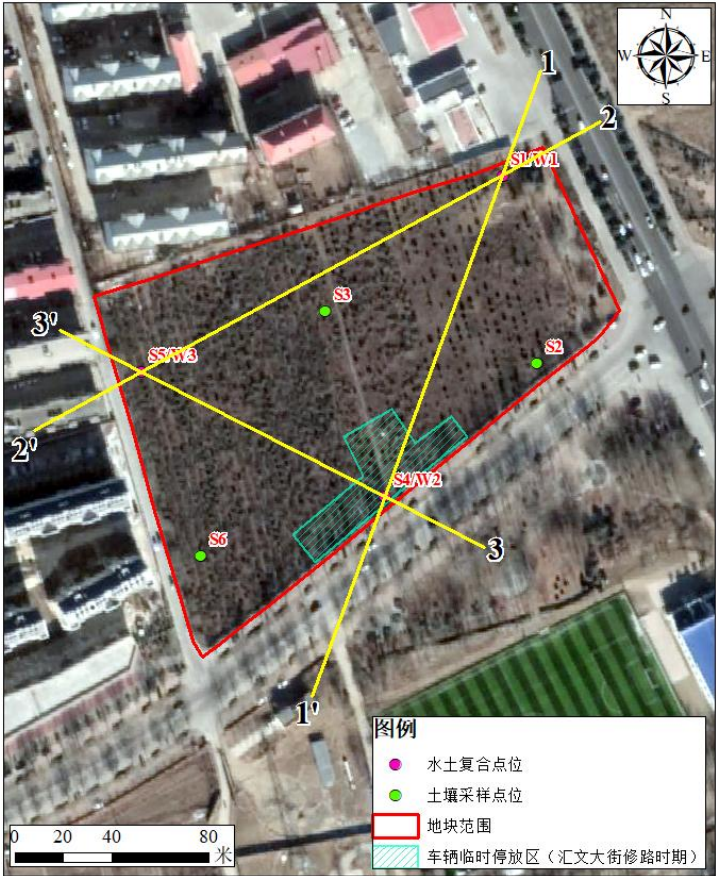 N
W E
S
1
2
S1/W1
S3
3'
S2
S5/W3
2'
S4/W2
3
S6
1'
图例
水土复合点位
土壤采样点位
地块范围
车辆临时停放区（汇文大街修路时期）
0 20 40 80
米